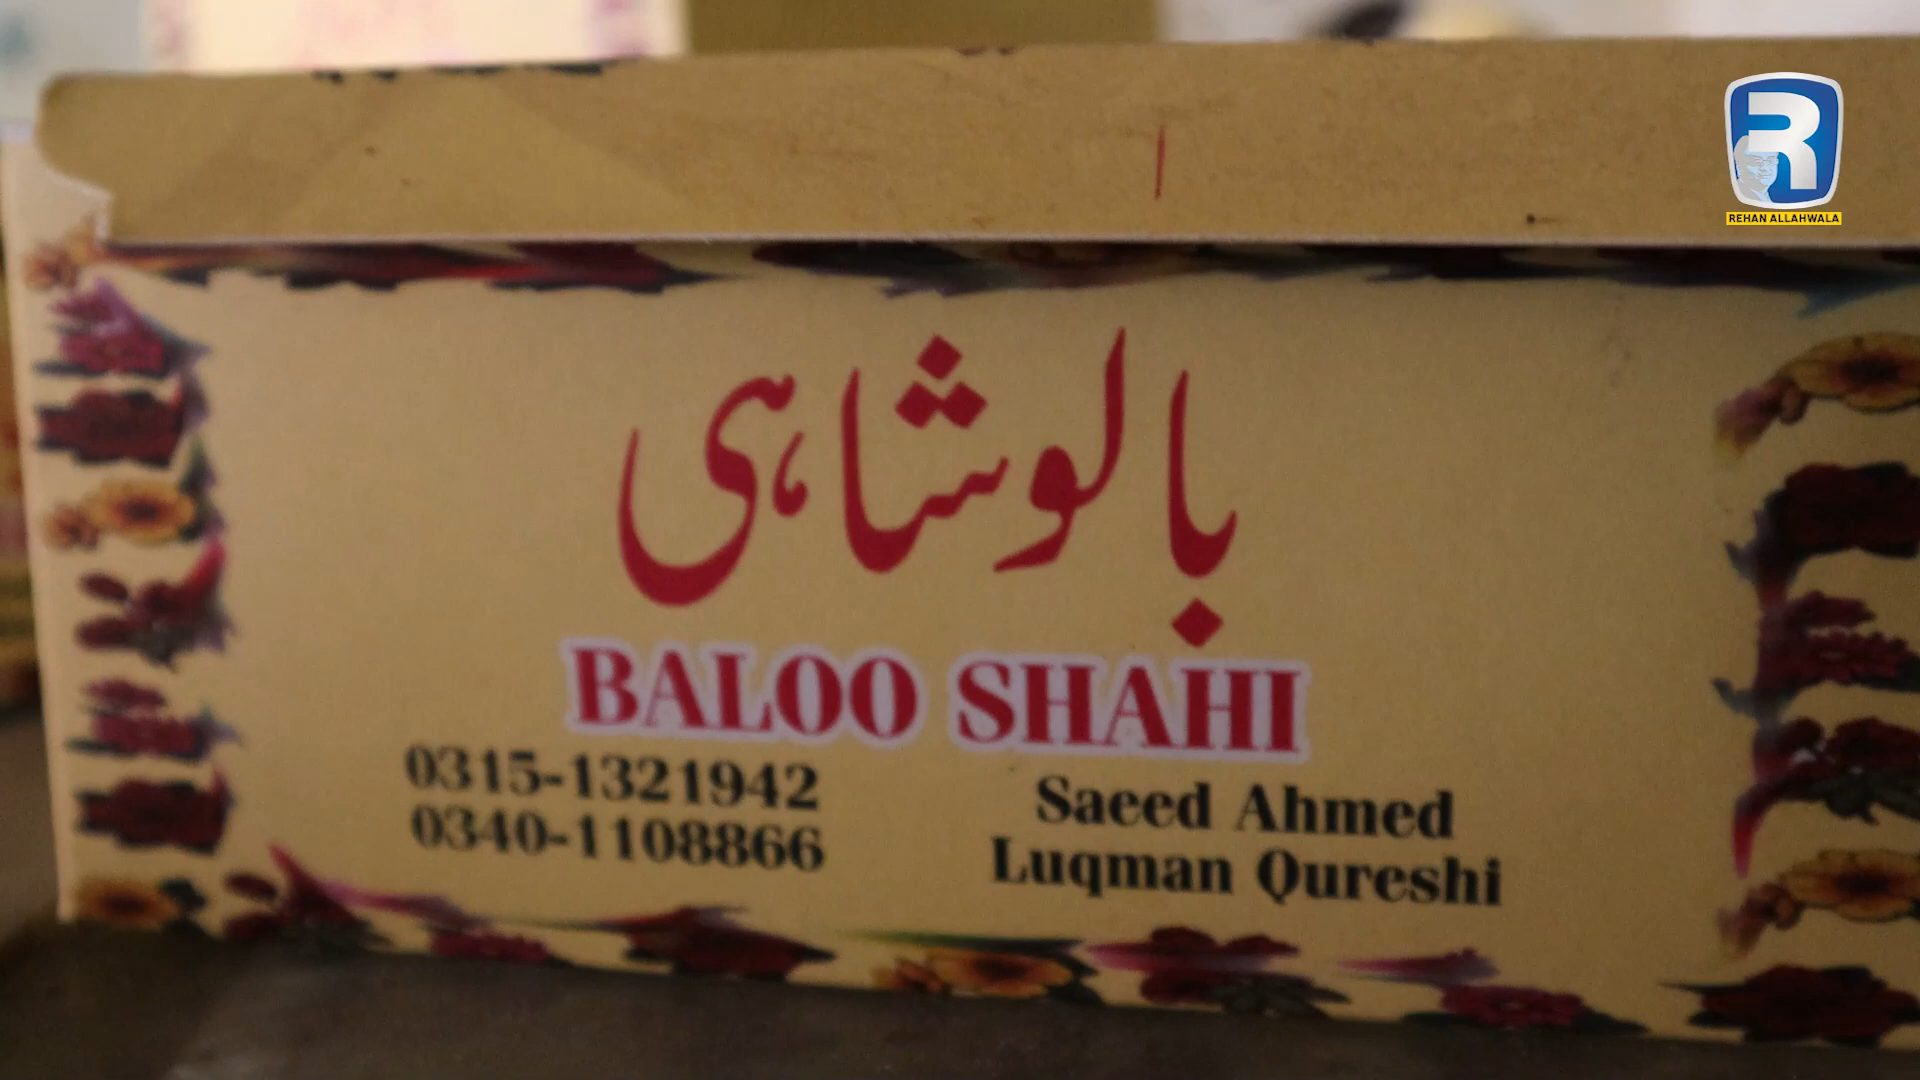 REHAN ALLAHWALA
بالوشاہی
BALOO SHAHI
0315-1321942
0340-1108866
Saeed Ahmed
Luqman Qureshi